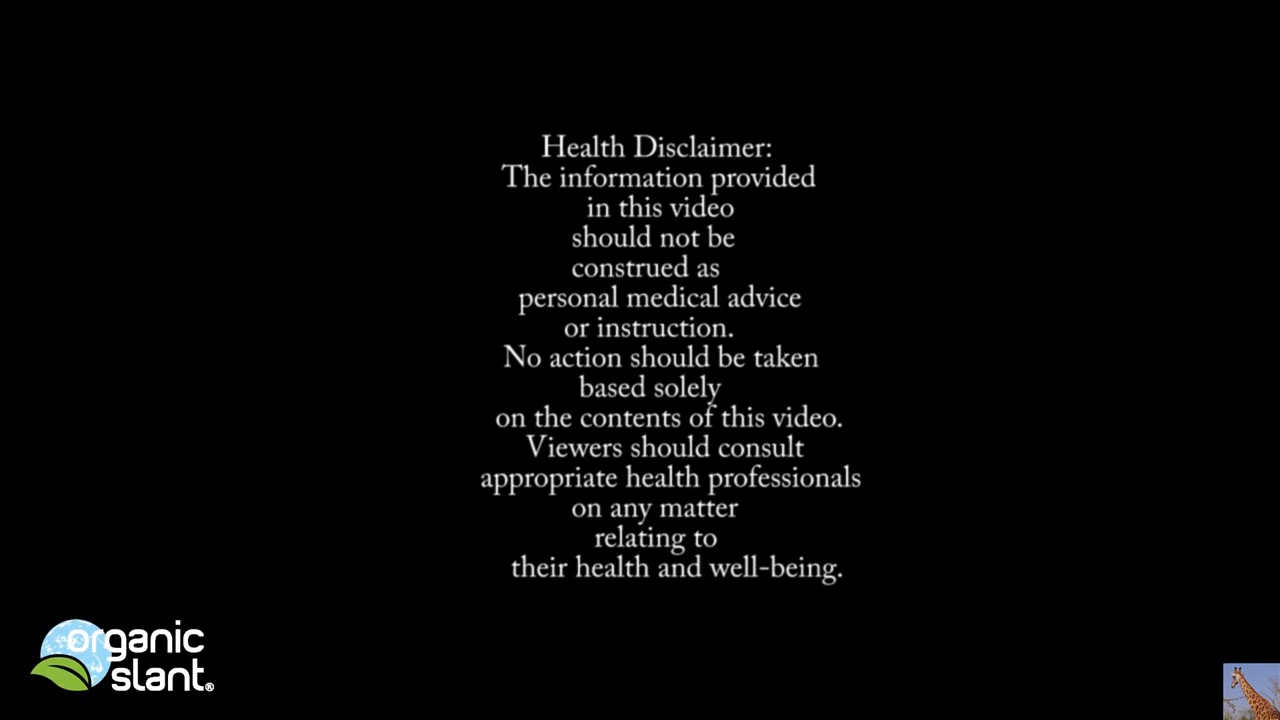 Health Disclaimer:
The information provided
in this video
should not be
construed as
personal medical advice
or instruction.
No action should be taken
based solely
on the contents of this video.
Viewers should consult
appropriate health professionals
on any matter
relating to
their health and well-being.
organic
slant®